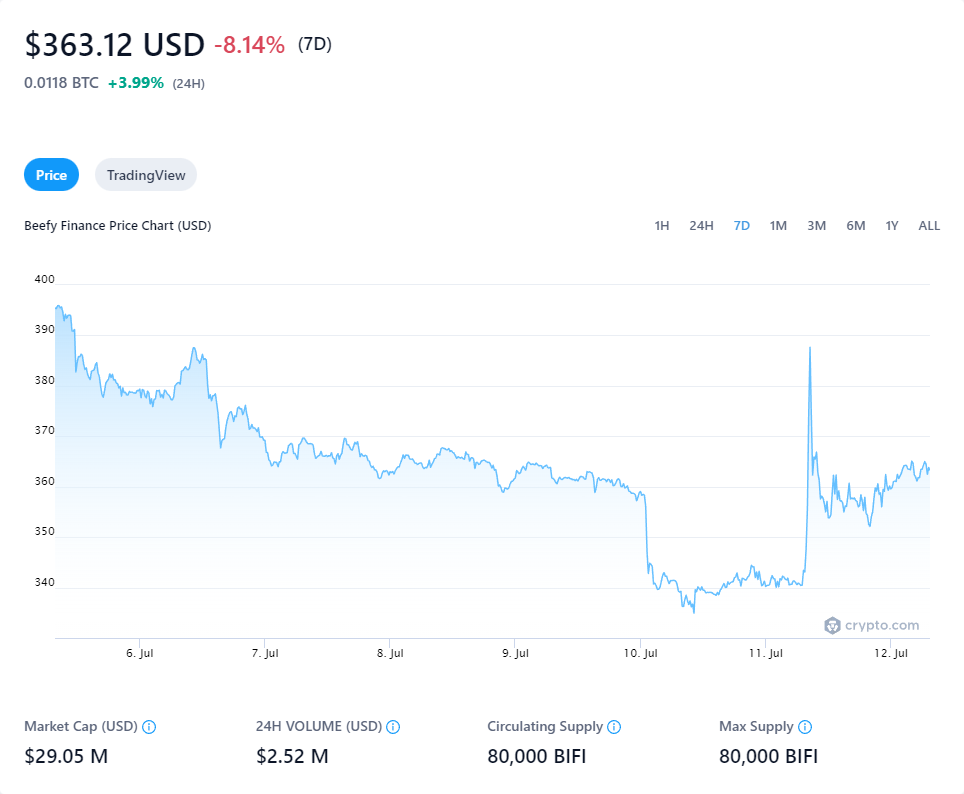 $363.12 USD -8.14% (7D)
0.0118 BTC +3.99% (24H)
Price TradingView
Beefy Finance Price Chart (USD)
1H 24H 7D 1M 3M 6M 1Y ALL
400
390
380
370
360
350
340
crypto.com
6. Jul 7. Jul 8. Jul 9. Jul 10. Jul 11. Jul 12. Jul
Market Cap (USD) 24H VOLUME (USD) Circulating Supply Max Supply
$29.05 M $2.52 M 80,000 BIFI 80,000 BIFI